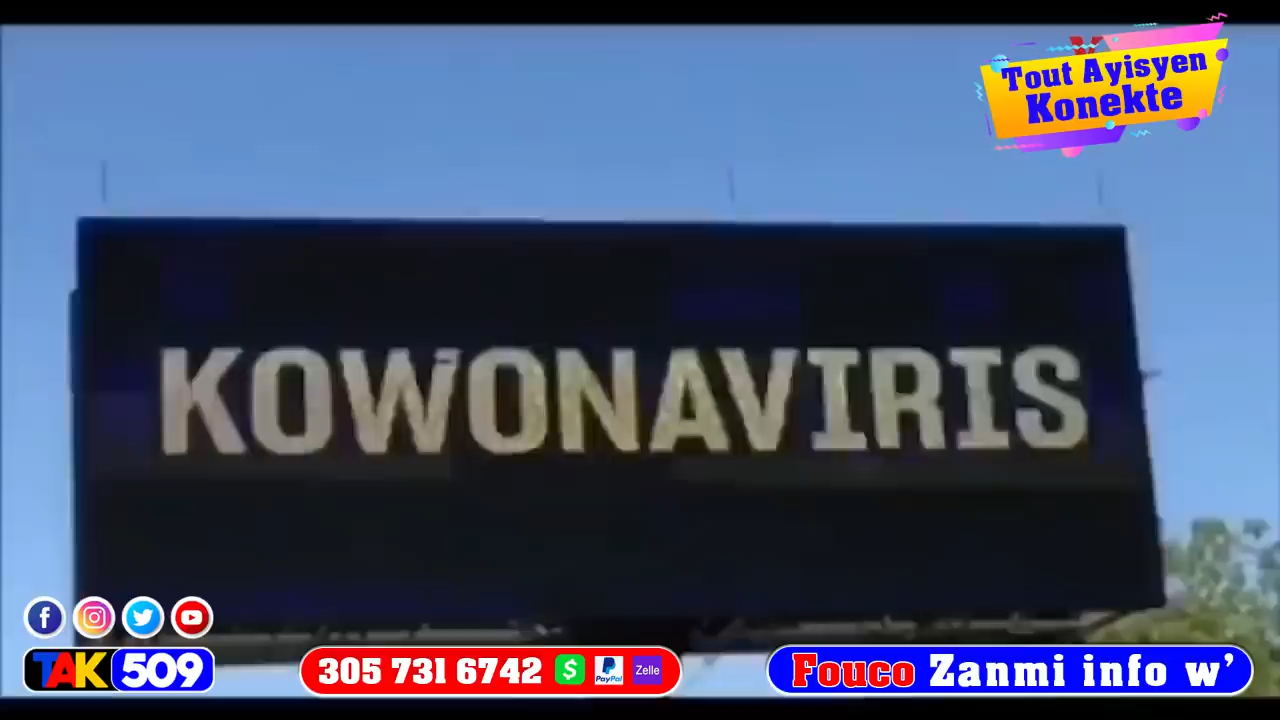 Tout Ayisyen
Konekte
KOWONAVIRIS
TAK 509
305 731 6742 $ PayPal Zelle
Fouco Zanmi info w'